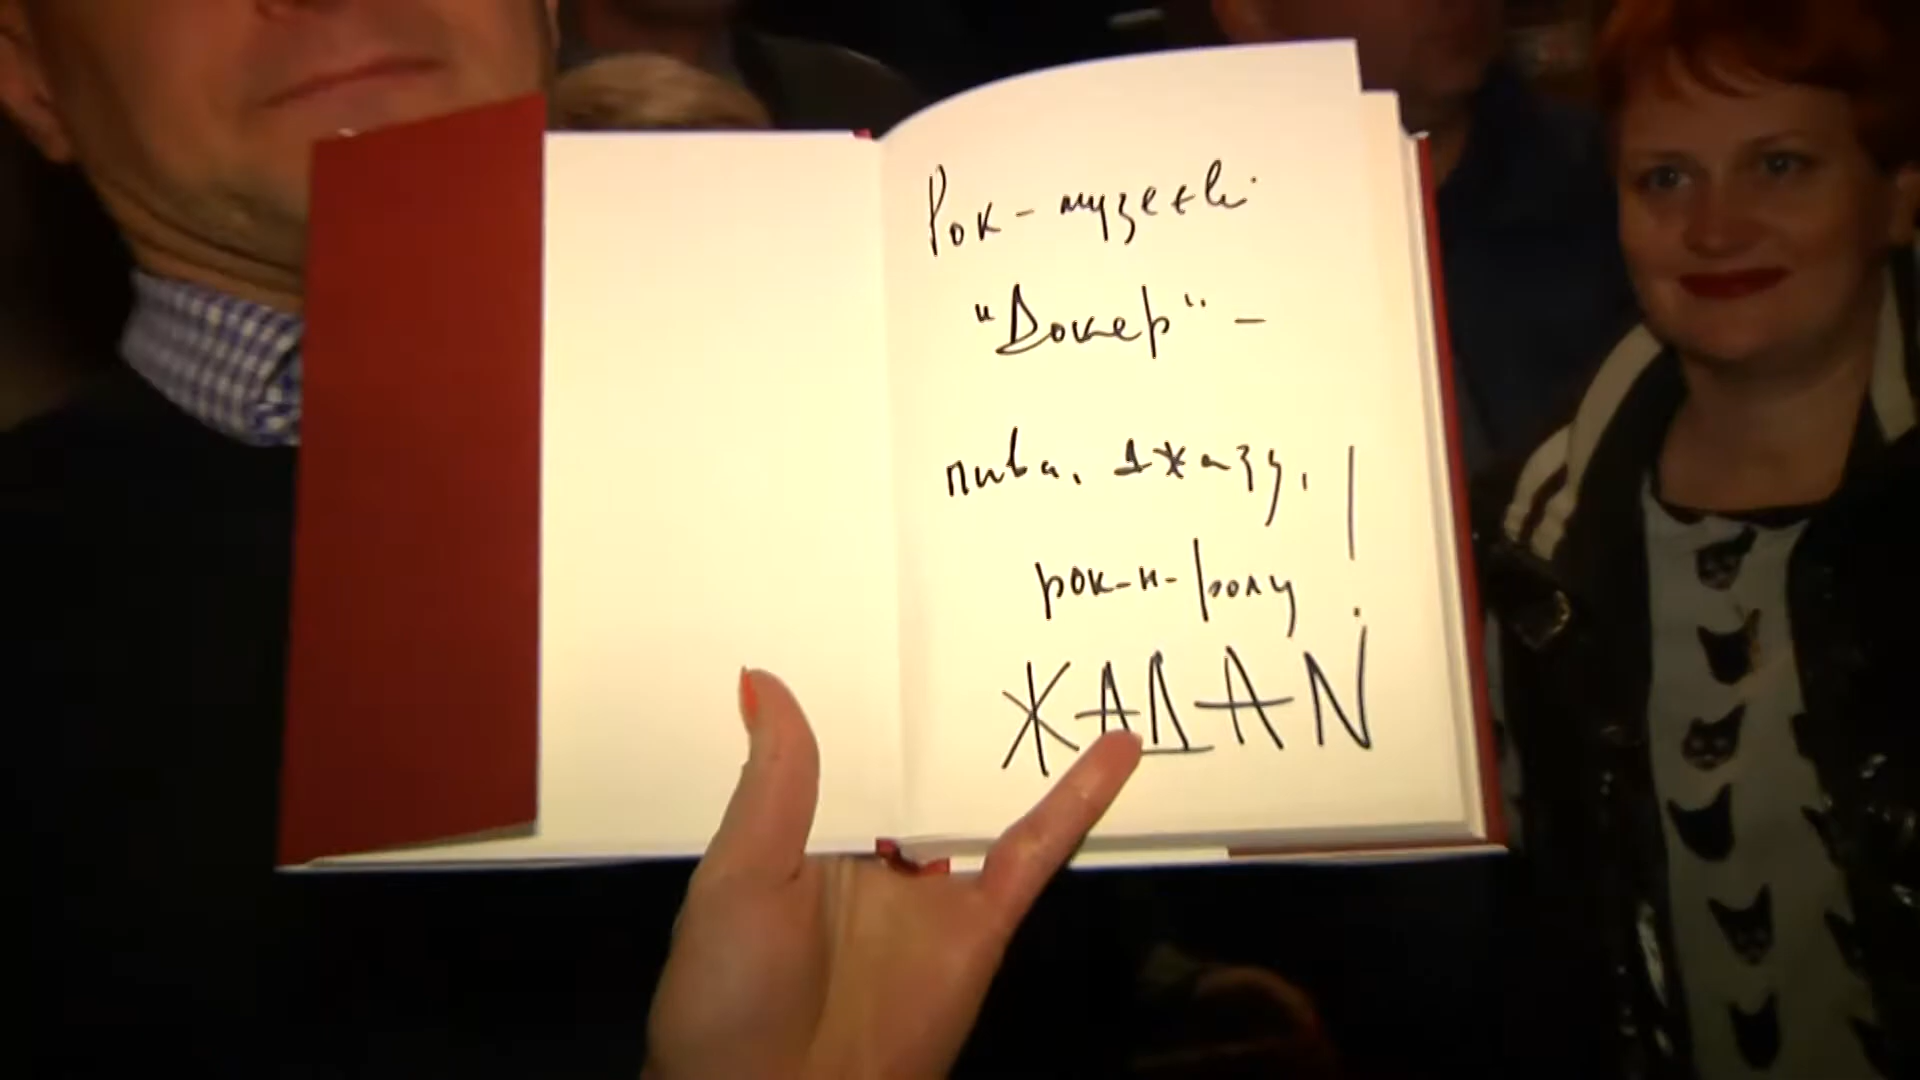 Рок-музеєві
"Докер" –
пива, джазу,
рок-н-ролу!
ЖАДАN